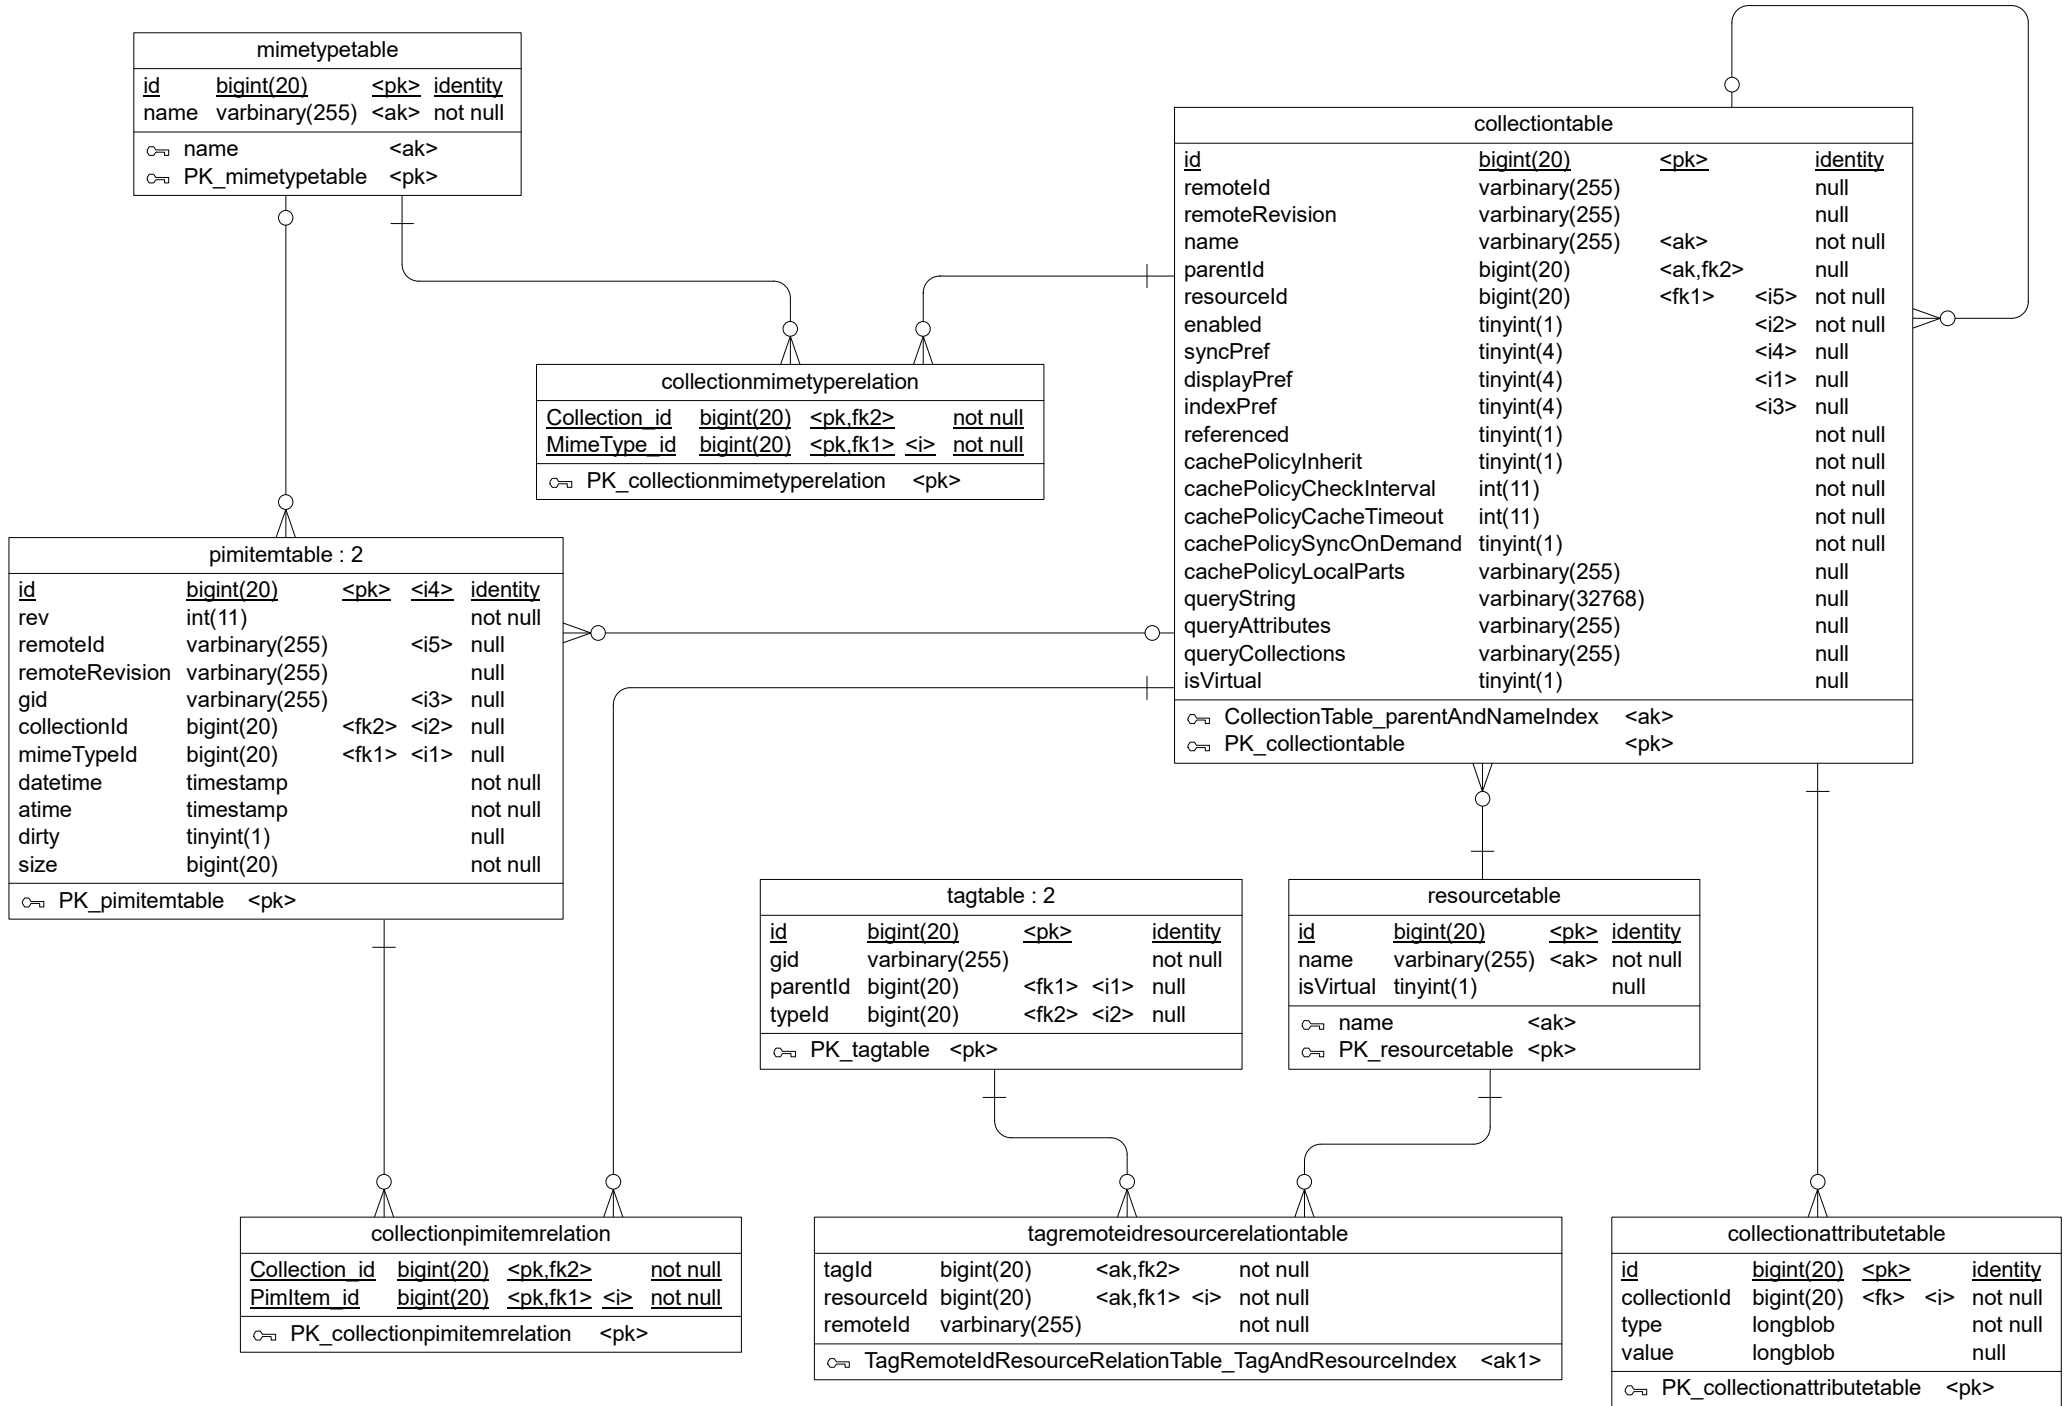 mimetypetable
id bigint(20) <pk> identity
name varbinary(255) <ak> not null
name <ak>
PK_mimetypetable <pk>
collectiontable
id bigint(20) <pk> identity
remoteId varbinary(255) null
remoteRevision varbinary(255) null
name varbinary(255) <ak> not null
parentId bigint(20) <ak,fk2> null
resourceId bigint(20) <fk1> <i5> not null
enabled tinyint(1) <i2> not null
syncPref tinyint(4) <i4> null
displayPref tinyint(4) <i1> null
indexPref tinyint(4) <i3> null
referenced tinyint(1) not null
cachePolicyInherit tinyint(1) not null
cachePolicyCheckInterval int(11) not null
cachePolicyCacheTimeout int(11) not null
cachePolicySyncOnDemand tinyint(1) not null
cachePolicyLocalParts varbinary(255) null
queryString varbinary(32768) null
queryAttributes varbinary(255) null
queryCollections varbinary(255) null
isVirtual tinyint(1) null
CollectionTable_parentAndNameIndex <ak>
PK_collectiontable <pk>
collectionmimetyperelation
Collection_id bigint(20) <pk,fk2> not null
MimeType_id bigint(20) <pk,fk1> <i> not null
PK_collectionmimetyperelation <pk>
pimitemtable : 2
id bigint(20) <pk> <i4> identity
rev int(11) not null
remoteId varbinary(255) <i5> null
remoteRevision varbinary(255) null
gid varbinary(255) <i3> null
collectionId bigint(20) <fk2> <i2> null
mimeTypeId bigint(20) <fk1> <i1> null
datetime timestamp not null
atime timestamp not null
dirty tinyint(1) null
size bigint(20) not null
PK_pimitemtable <pk>
tagtable : 2
id bigint(20) <pk> identity
gid varbinary(255) not null
parentId bigint(20) <fk1> <i1> null
typeId bigint(20) <fk2> <i2> null
PK_tagtable <pk>
resourcetable
id bigint(20) <pk> identity
name varbinary(255) <ak> not null
isVirtual tinyint(1) null
name <ak>
PK_resourcetable <pk>
collectionpimitemrelation
Collection_id bigint(20) <pk,fk2> not null
PimItem_id bigint(20) <pk,fk1> <i> not null
PK_collectionpimitemrelation <pk>
tagremoteidresourcerelationtable
tagId bigint(20) <ak,fk2> not null
resourceId bigint(20) <ak,fk1> <i> not null
remoteId varbinary(255) not null
TagRemoteIdResourceRelationTable_TagAndResourceIndex <ak1>
collectionattributetable
id bigint(20) <pk> identity
collectionId bigint(20) <fk> <i> not null
type longblob not null
value longblob null
PK_collectionattributetable <pk>